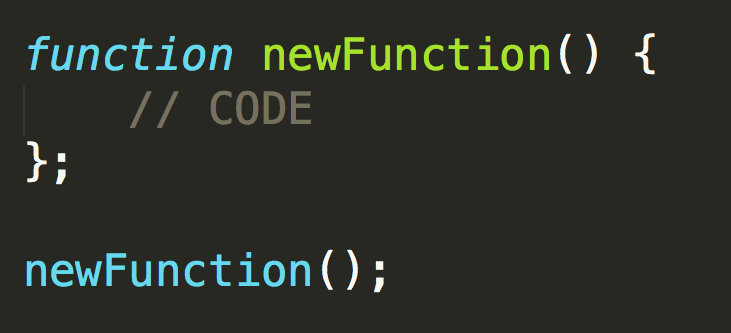 function newFunction() {
    // CODE
};
newFunction();